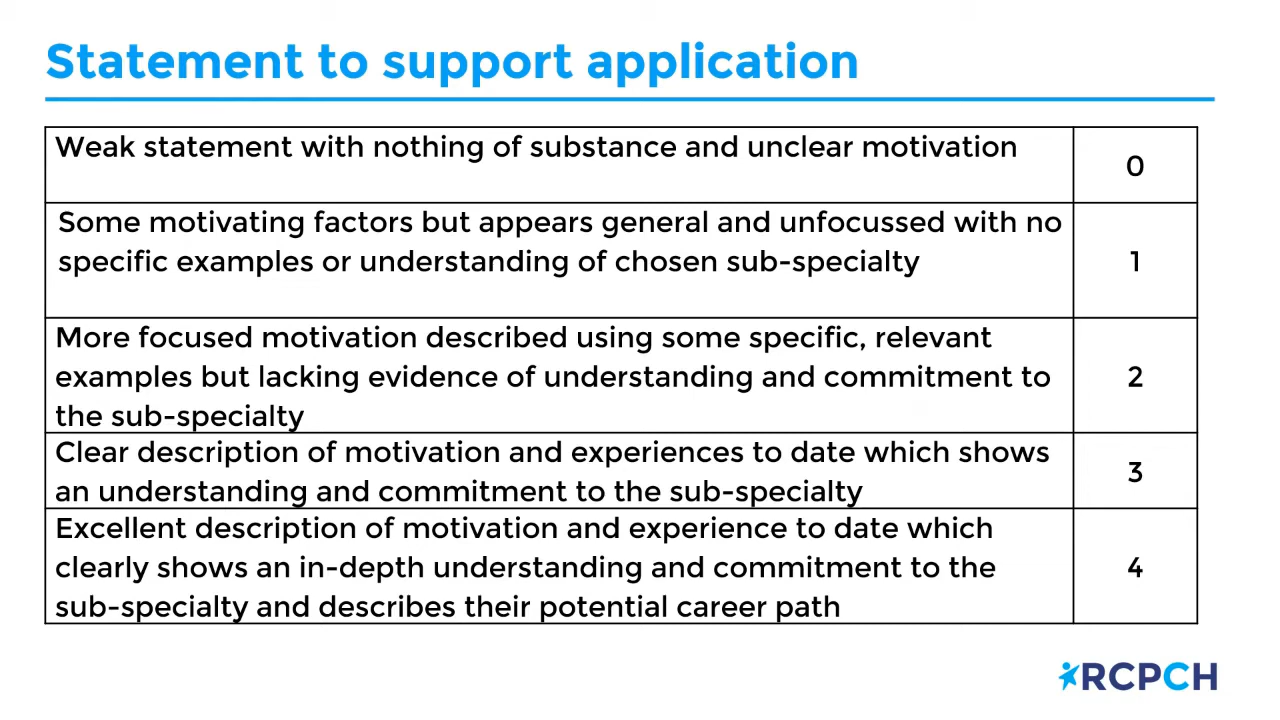 Statement to support application
Weak statement with nothing of substance and unclear motivation
0
Some motivating factors but appears general and unfocussed with no
specific examples or understanding of chosen sub-specialty
1
More focused motivation described using some specific, relevant
examples but lacking evidence of understanding and commitment to
the sub-specialty
2
Clear description of motivation and experiences to date which shows
an understanding and commitment to the sub-specialty
3
Excellent description of motivation and experience to date which
clearly shows an in-depth understanding and commitment to the
sub-specialty and describes their potential career path
4
RCPCH